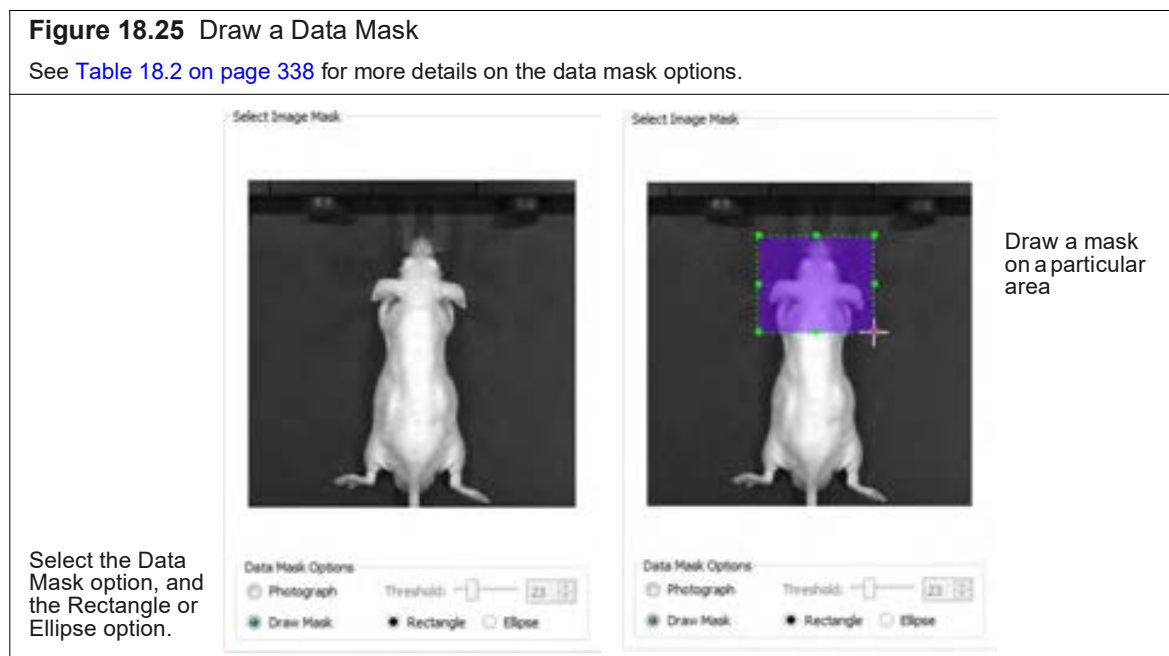 Figure 18.25 Draw a Data Mask
See Table 18.2 on page 338 for more details on the data mask options.
Select Image Mask
Select Image Mask
Draw a mask
on a particular
area
Select the Data
Mask option, and
the Rectangle or
Ellipse option.
Data Mask Options
Photograph Threshold: 23
Draw Mask Rectangle Ellipse
Data Mask Options
Photograph Threshold: 23
Draw Mask Rectangle Ellipse